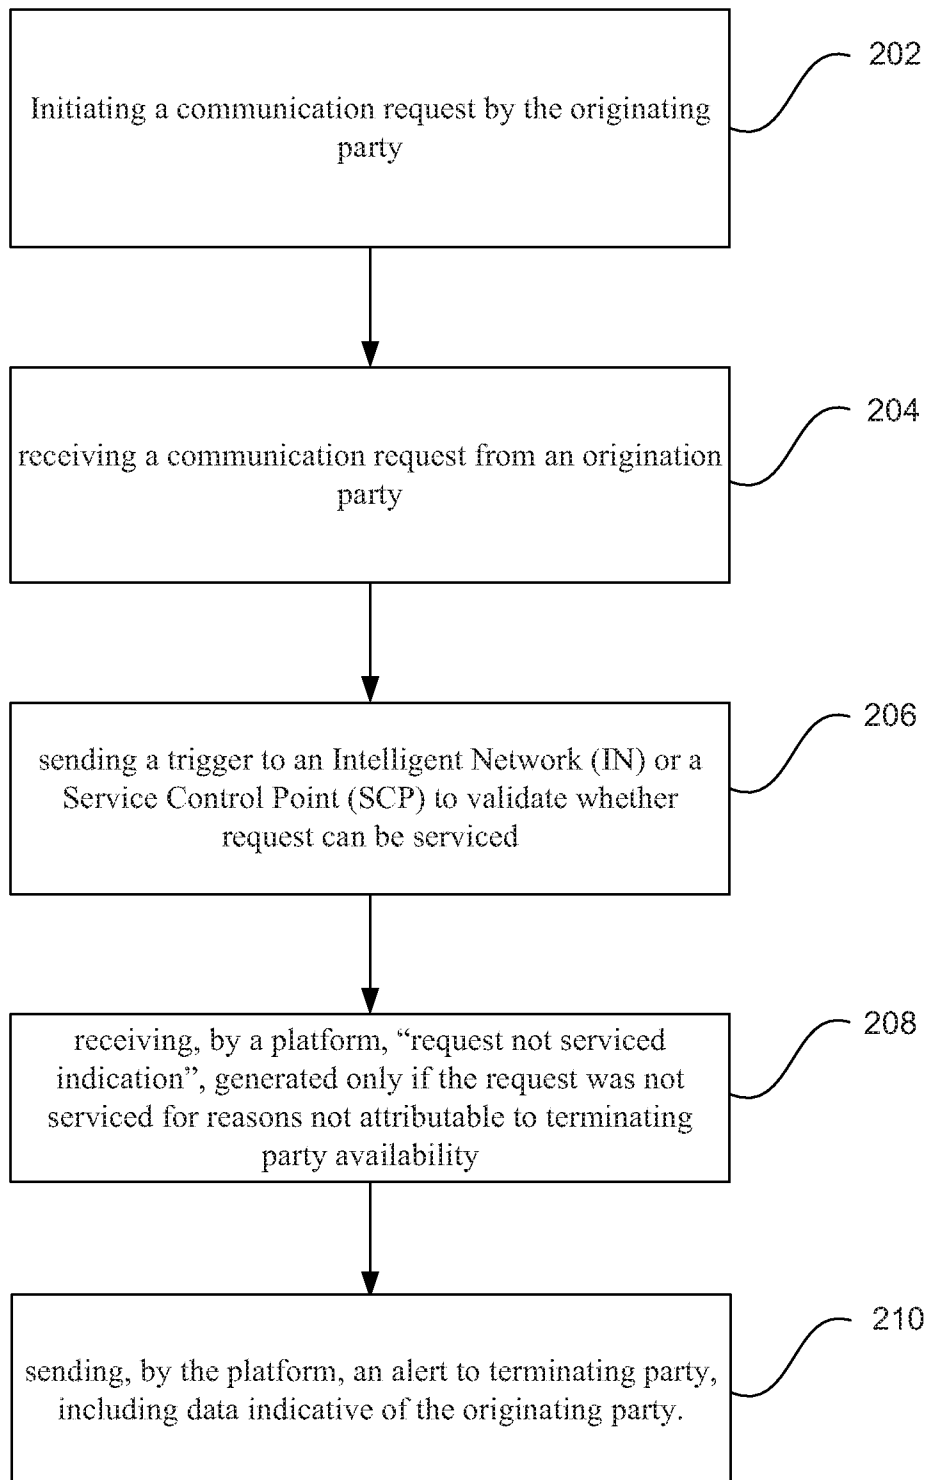 Initiating a communication request by the originating
party
202
receiving a communication request from an origination
party
204
sending a trigger to an Intelligent Network (IN) or a
Service Control Point (SCP) to validate whether
request can be serviced
206
receiving, by a platform, “request not serviced
indication”, generated only if the request was not
serviced for reasons not attributable to terminating
party availability
208
sending, by the platform, an alert to terminating party,
including data indicative of the originating party.
210